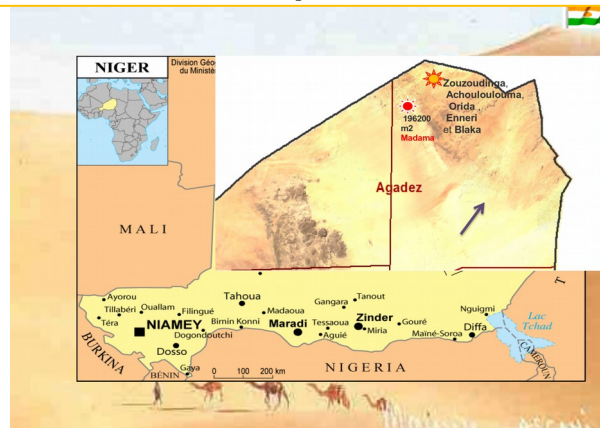 NIGER
Division Géo
du Ministè
Zouzoudinga,
Achouloulouma,
Orida,
Enneri
et Blaka
196200
m2
Madama
Agadez
MALI
Ayorou
Tillabéri
Ouallam
Filingué
Téra
NIAMEY
Dogondoutchi
Dosso
Gaya
Tahoua
Madaoua
Birnin Konni
Maradi
Tessaoua
Aguié
Gangara
Tanout
Zinder
Miria
Gouré
Nguigmi
Maïné-Soroa
Diffa
Lac
Tchad
T
BURKINA
BÉNIN
NIGERIA
CAMEROUN
0 100 200 km